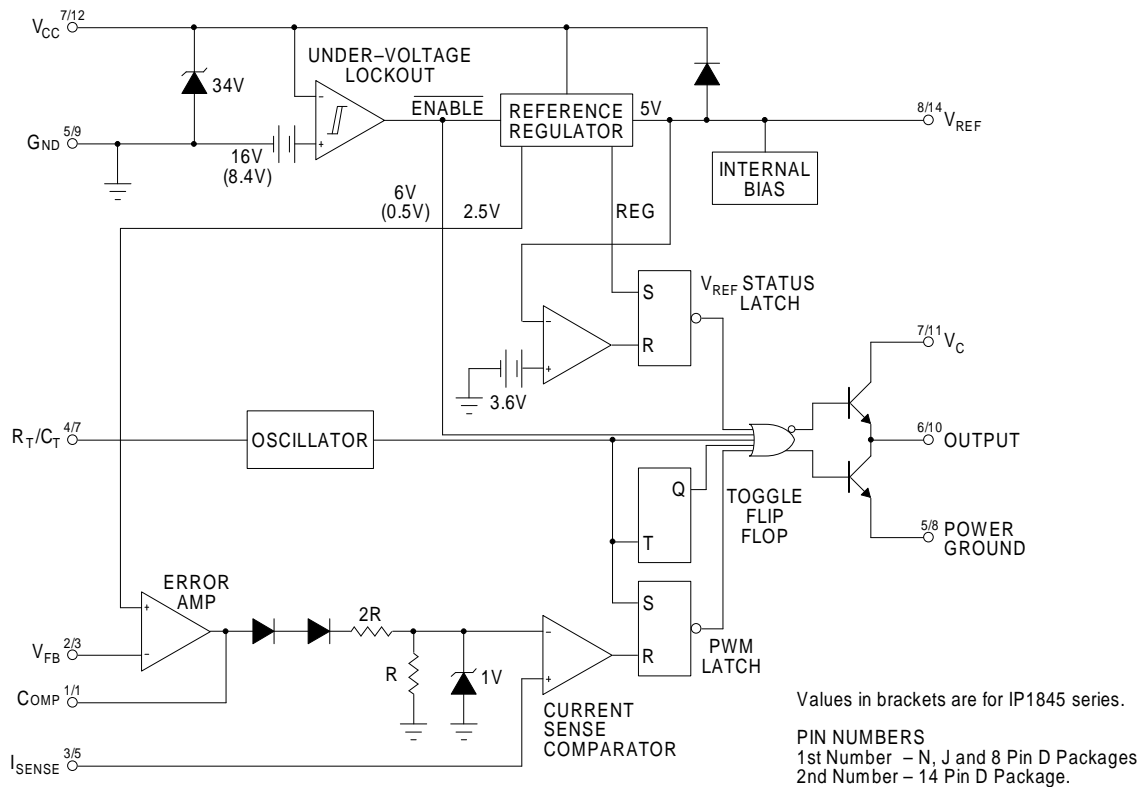 7/12
VCC
34V
UNDER–VOLTAGE
LOCKOUT
ENABLE
REFERENCE
REGULATOR
5V
8/14
VREF
5/9
GND
16V
(8.4V)
INTERNAL
BIAS
6V
(0.5V)
2.5V
REG
S
R
VREF STATUS
LATCH
3.6V
7/11
VC
4/7
RT/CT
OSCILLATOR
6/10
OUTPUT
Q
T
TOGGLE
FLIP
FLOP
5/8
POWER
GROUND
ERROR
AMP
+
–
2/3
VFB
1/1
COMP
2R
R
1V
–
+
CURRENT
SENSE
COMPARATOR
S
R
PWM
LATCH
3/5
ISENSE
Values in brackets are for IP1845 series.
PIN NUMBERS
1st Number – N, J and 8 Pin D Packages
2nd Number – 14 Pin D Package.